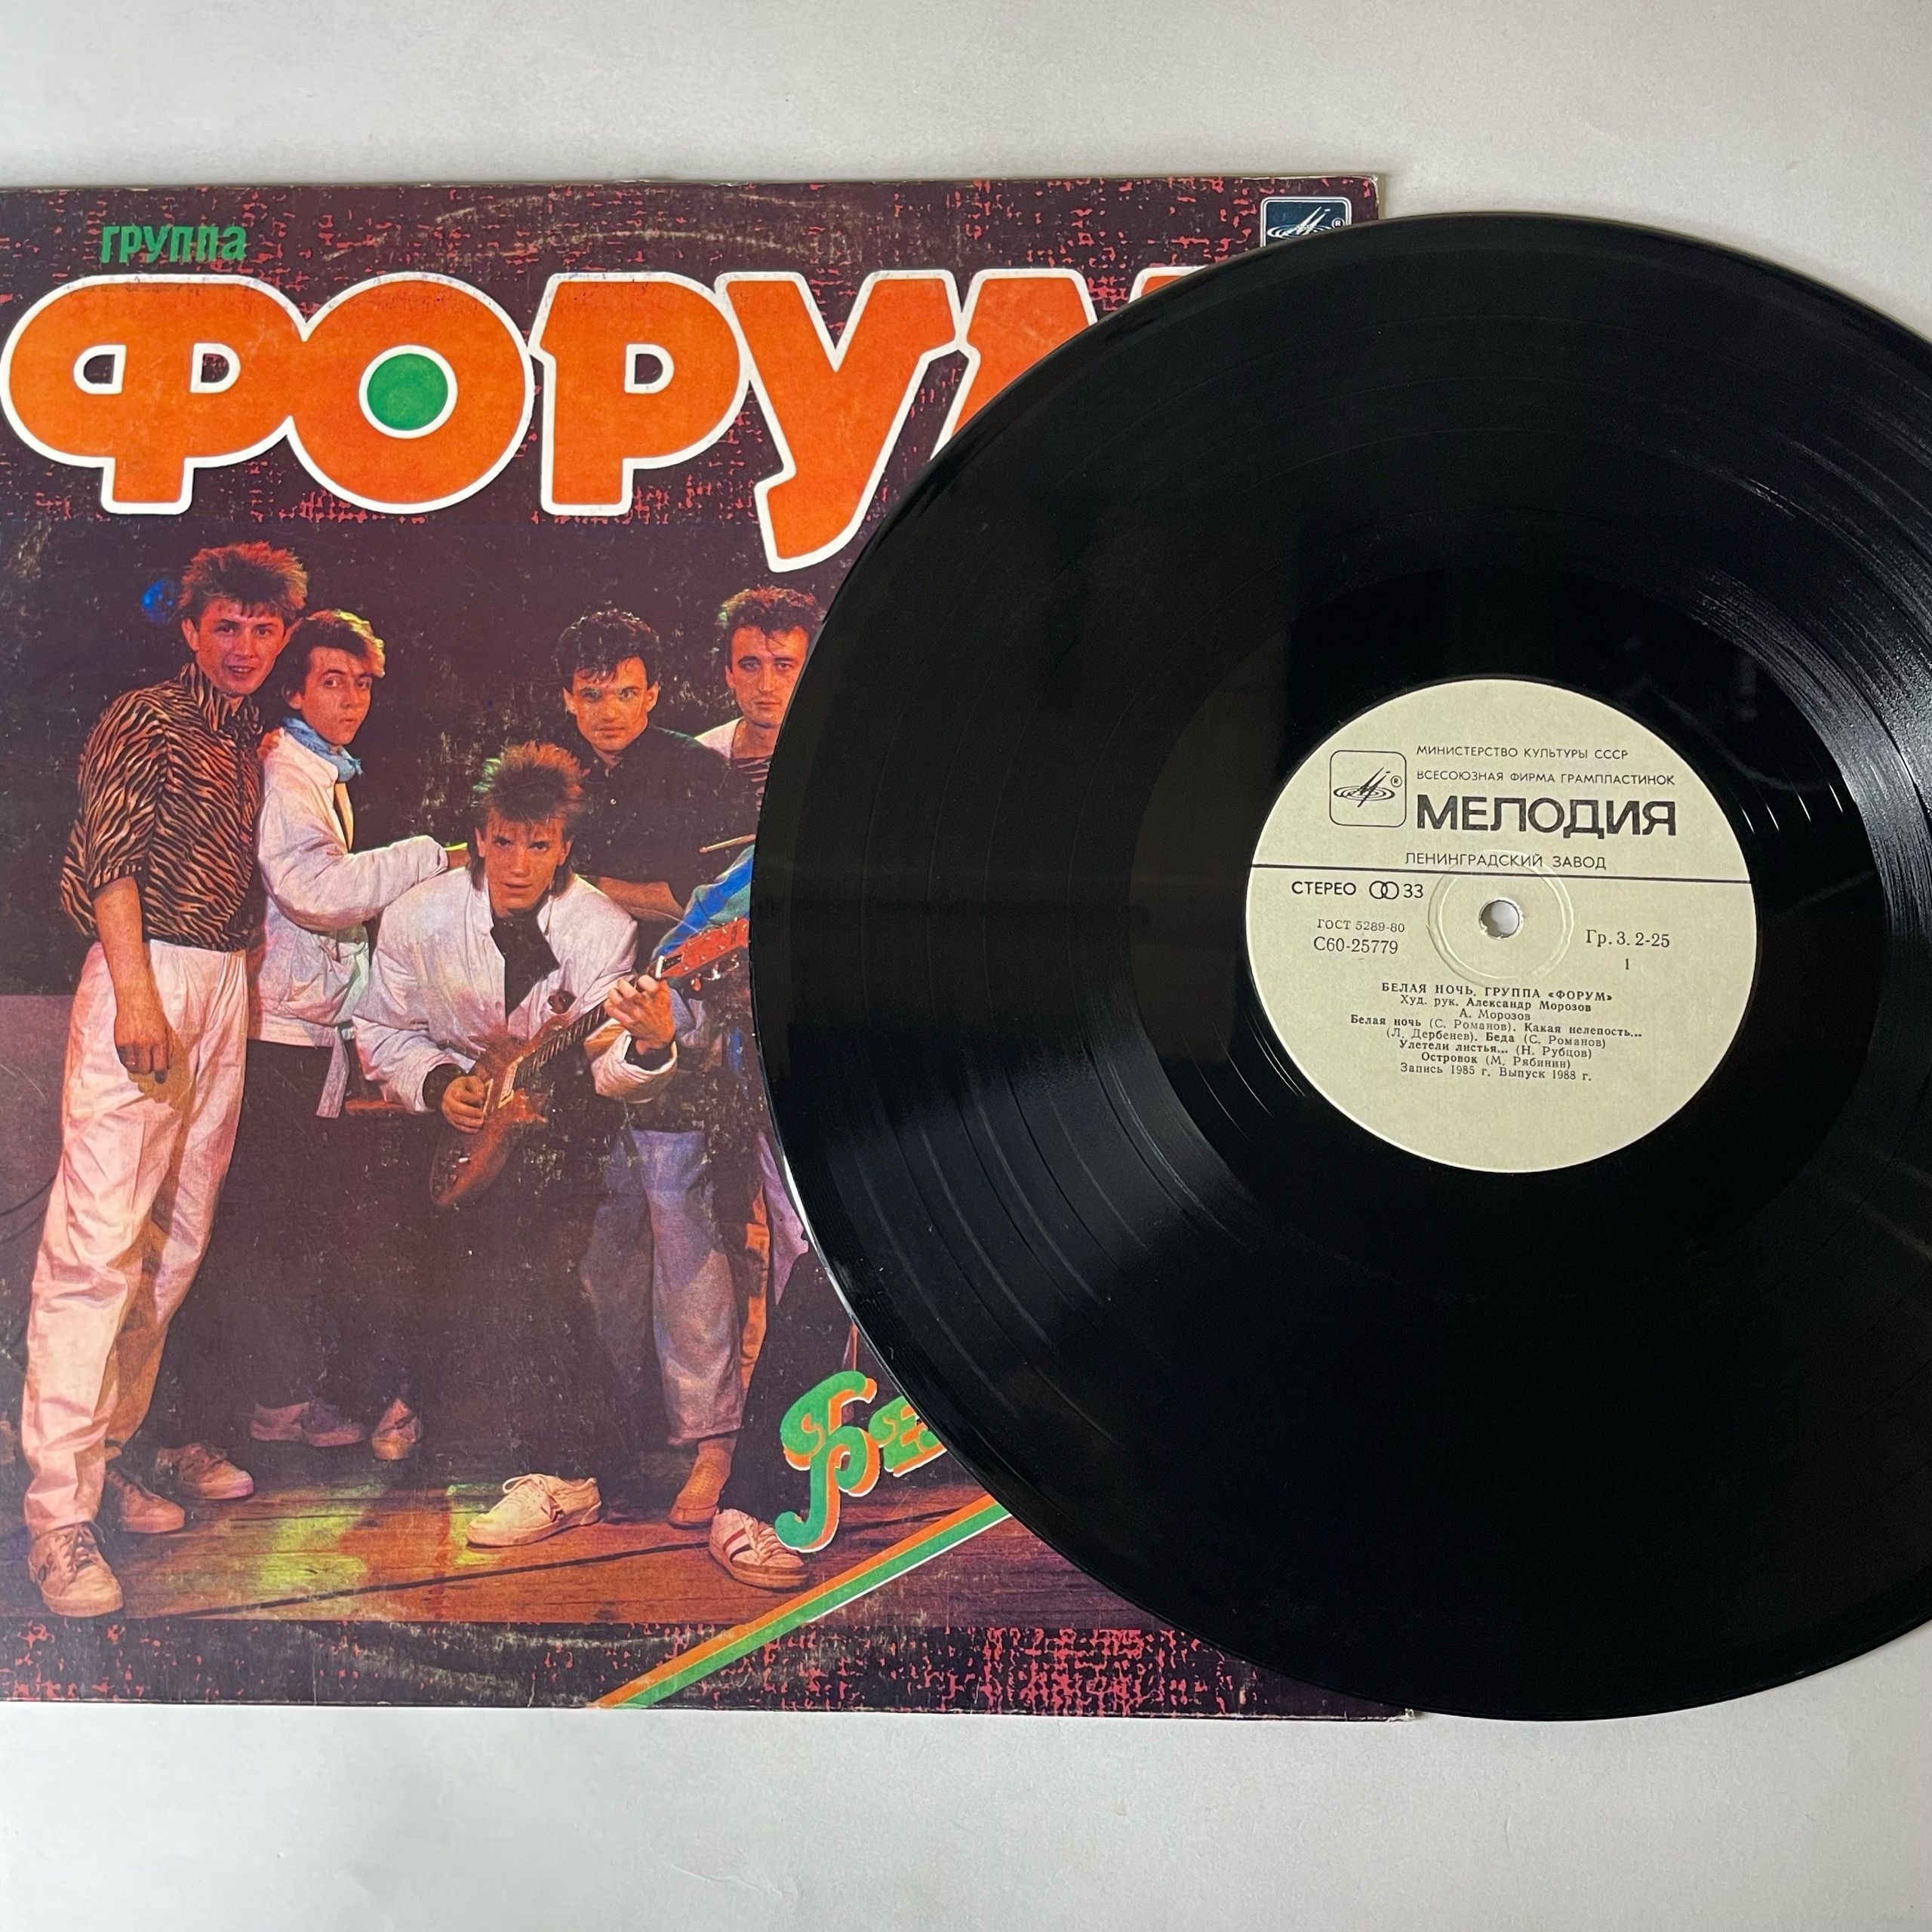 группа
ФОРУМ
Бе
МИНИСТЕРСТВО КУЛЬТУРЫ СССР
ВСЕСОЮЗНАЯ ФИРМА ГРАМПЛАСТИНОК
МЕЛОДИЯ
ЛЕНИНГРАДСКИЙ ЗАВОД
СТЕРЕО 33
ГОСТ 5289-80
С60-25779
Гр. 3. 2-25
1
БЕЛАЯ НОЧЬ. ГРУППА «ФОРУМ»
Худ. рук. Александр Морозов
А. Морозов
Белая ночь (С. Романов). Какая нелепость...
(Л. Дербенев). Беда (С. Романов)
Улетели листья... (Н. Рубцов)
Островок (М. Рябинин)
Запись 1985 г. Выпуск 1988 г.